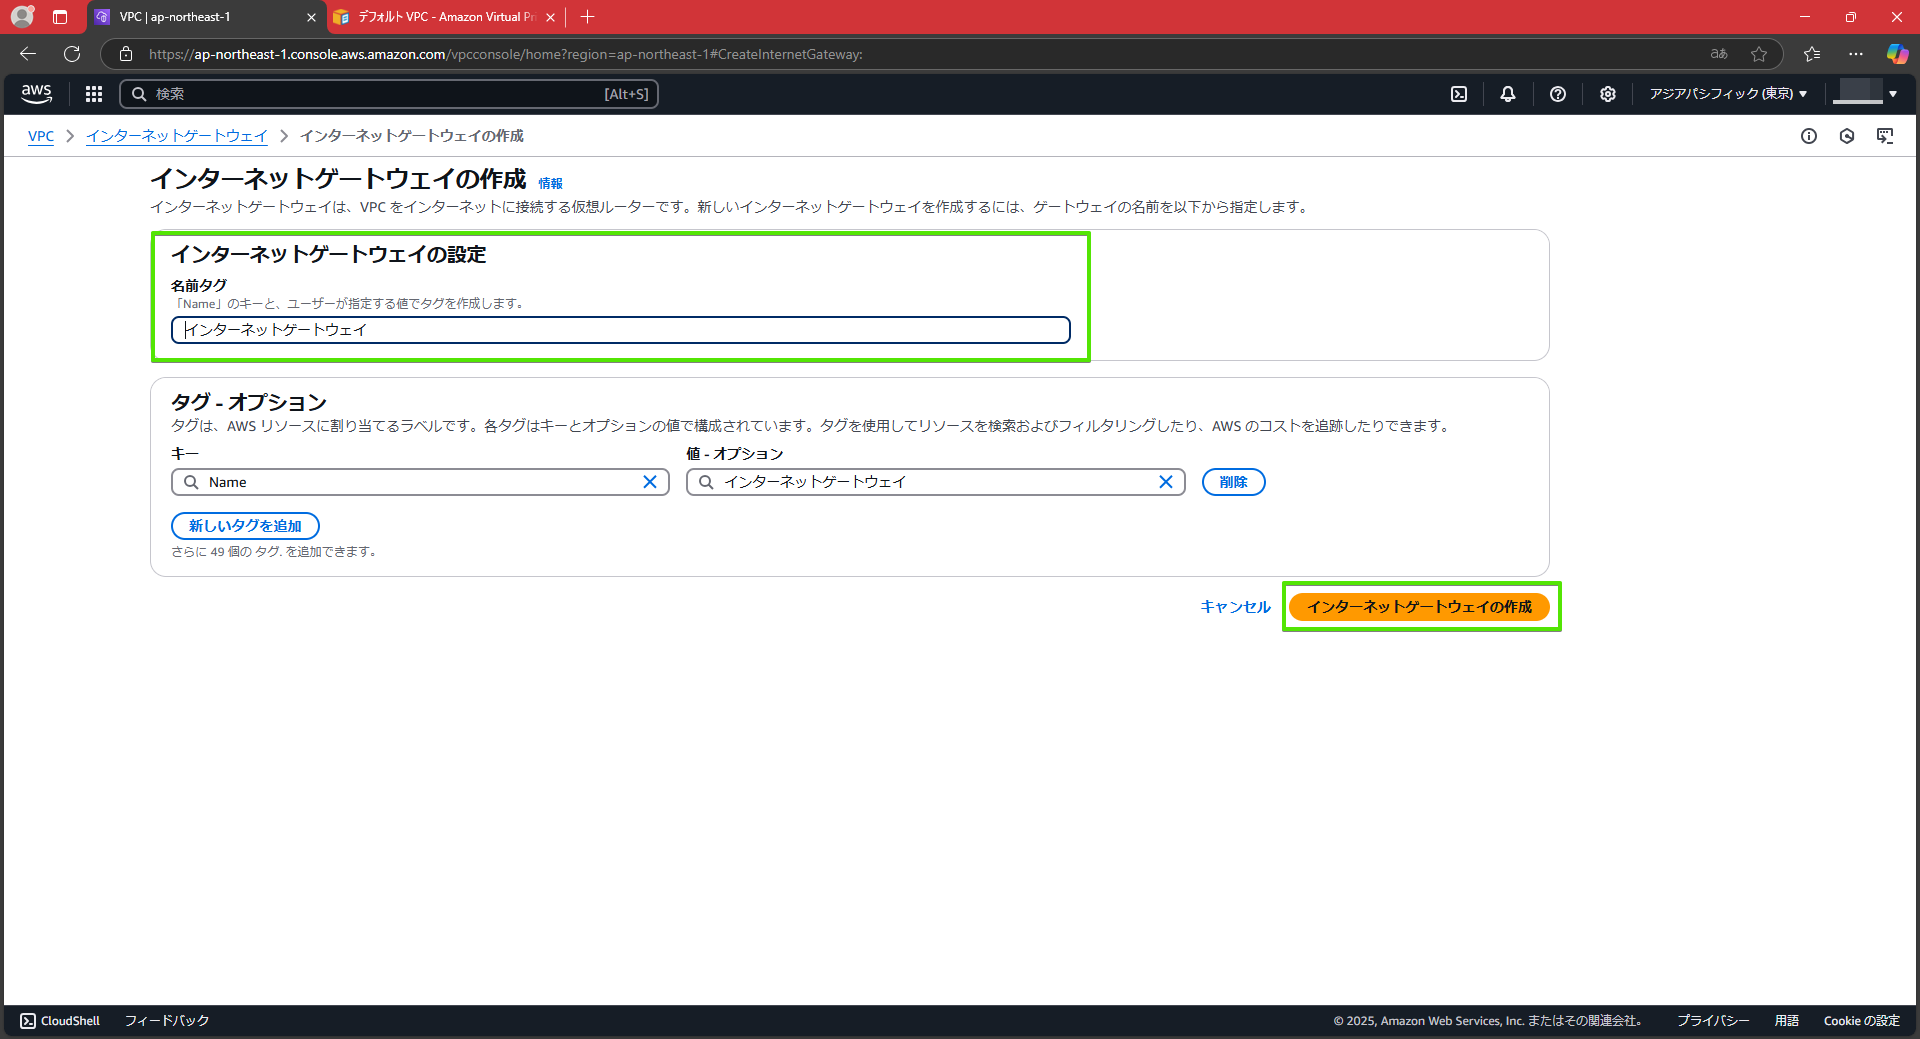 VPC | ap-northeast-1
デフォルト VPC - Amazon Virtual Pri
https://ap-northeast-1.console.aws.amazon.com/vpcconsole/home?region=ap-northeast-1#CreateInternetGateway:
aあ
aws
検索
[Alt+S]
アジアパシフィック (東京)
VPC
インターネットゲートウェイ
インターネットゲートウェイの作成
インターネットゲートウェイの作成 情報
インターネットゲートウェイは、VPC をインターネットに接続する仮想ルーターです。新しいインターネットゲートウェイを作成するには、ゲートウェイの名前を以下から指定します。
インターネットゲートウェイの設定
名前タグ
「Name」のキーと、ユーザーが指定する値でタグを作成します。
インターネットゲートウェイ
タグ - オプション
タグは、AWS リソースに割り当てるラベルです。各タグはキーとオプションの値で構成されています。タグを使用してリソースを検索およびフィルタリングしたり、AWS のコストを追跡したりできます。
キー
値 - オプション
Name
インターネットゲートウェイ
削除
新しいタグを追加
さらに 49 個の タグ. を追加できます。
キャンセル
インターネットゲートウェイの作成
CloudShell
フィードバック
© 2025, Amazon Web Services, Inc. またはその関連会社。
プライバシー
用語
Cookie の設定